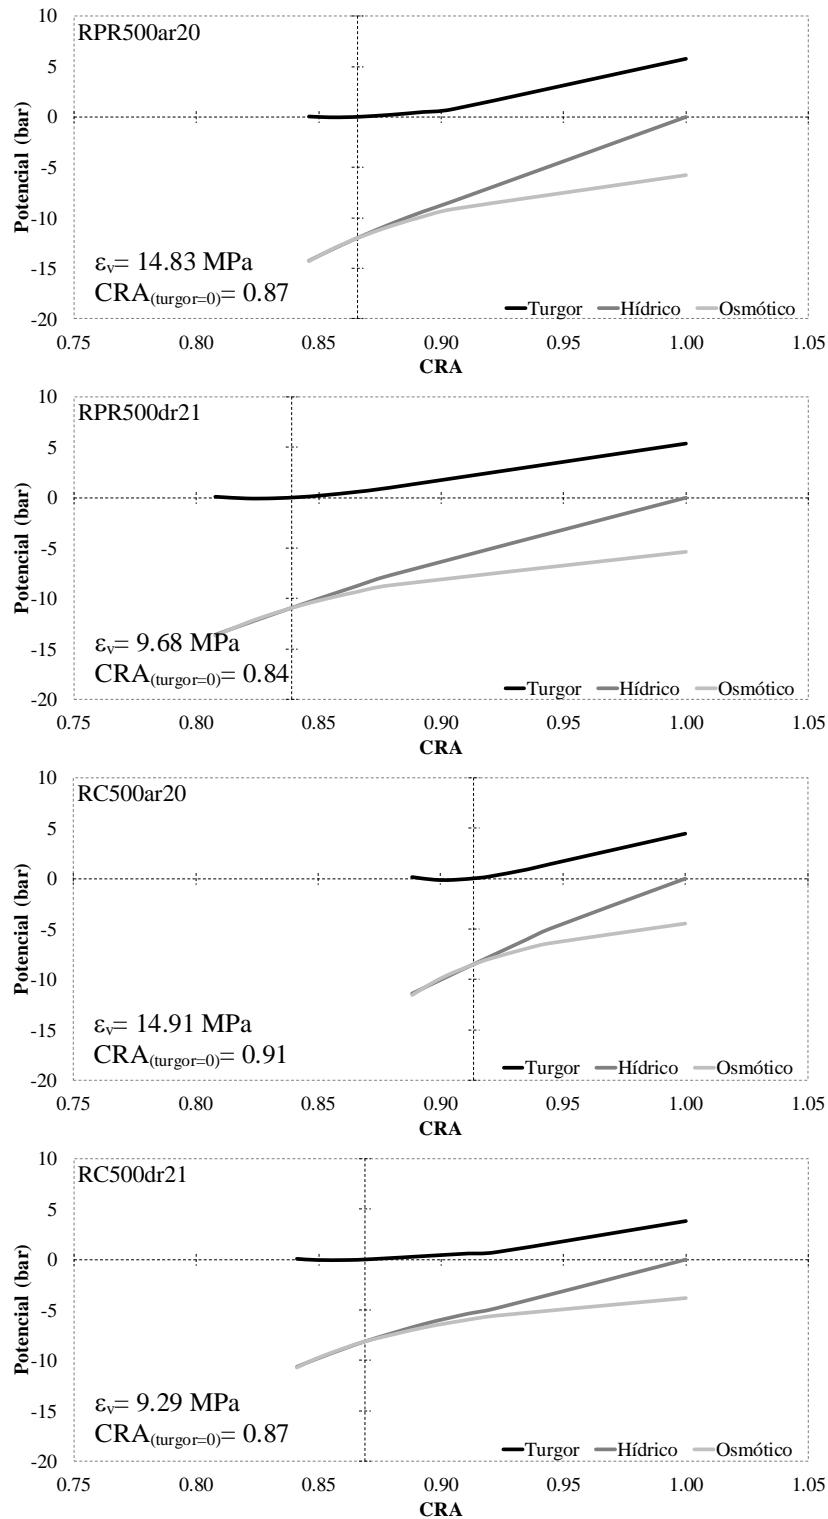 RPR500ar20
10
5
0
-5
-10
-15
-20
Potencial (bar)
εv= 14.83 MPa
CRA(turgor=0)= 0.87
Turgor Hídrico Osmótico
0.75 0.80 0.85 0.90 0.95 1.00 1.05
CRA
RPR500dr21
10
5
0
-5
-10
-15
-20
Potencial (bar)
εv= 9.68 MPa
CRA(turgor=0)= 0.84
Turgor Hídrico Osmótico
0.75 0.80 0.85 0.90 0.95 1.00 1.05
CRA
RC500ar20
10
5
0
-5
-10
-15
-20
Potencial (bar)
εv= 14.91 MPa
CRA(turgor=0)= 0.91
Turgor Hídrico Osmótico
0.75 0.80 0.85 0.90 0.95 1.00 1.05
CRA
RC500dr21
10
5
0
-5
-10
-15
-20
Potencial (bar)
εv= 9.29 MPa
CRA(turgor=0)= 0.87
Turgor Hídrico Osmótico
0.75 0.80 0.85 0.90 0.95 1.00 1.05
CRA